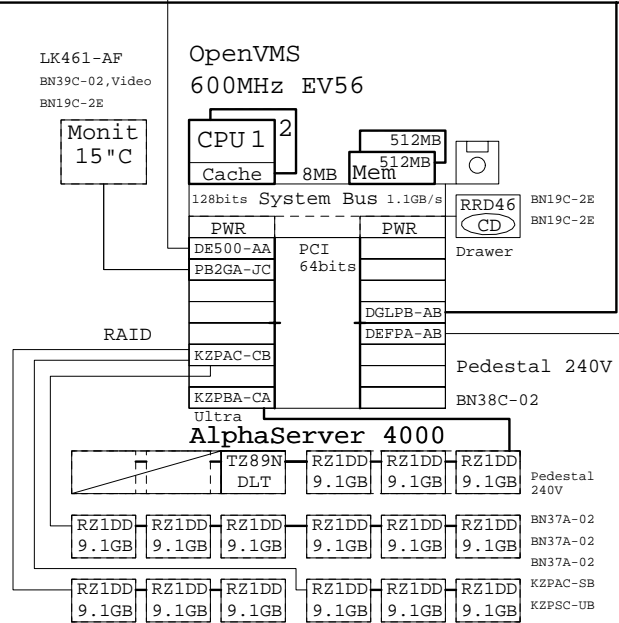 LK461-AF
BN39C-02,Video
BN19C-2E
OpenVMS
600MHz EV56
Monit
15"C
CPU 1
2
Cache
8MB
512MB
512MB
Mem
128bits System Bus 1.1GB/s
RRD46
CD
Drawer
BN19C-2E
BN19C-2E
PWR
PWR
DE500-AA
PB2GA-JC
PCI
64bits
DGLPB-AB
DEFPA-AB
RAID
KZPAC-CB
KZPBA-CA
Ultra
Pedestal 240V
BN38C-02
AlphaServer 4000
TZ89N
DLT
RZ1DD
9.1GB
RZ1DD
9.1GB
RZ1DD
9.1GB
Pedestal
240V
RZ1DD
9.1GB
RZ1DD
9.1GB
RZ1DD
9.1GB
RZ1DD
9.1GB
RZ1DD
9.1GB
RZ1DD
9.1GB
BN37A-02
BN37A-02
BN37A-02
RZ1DD
9.1GB
RZ1DD
9.1GB
RZ1DD
9.1GB
RZ1DD
9.1GB
RZ1DD
9.1GB
RZ1DD
9.1GB
KZPAC-SB
KZPSC-UB